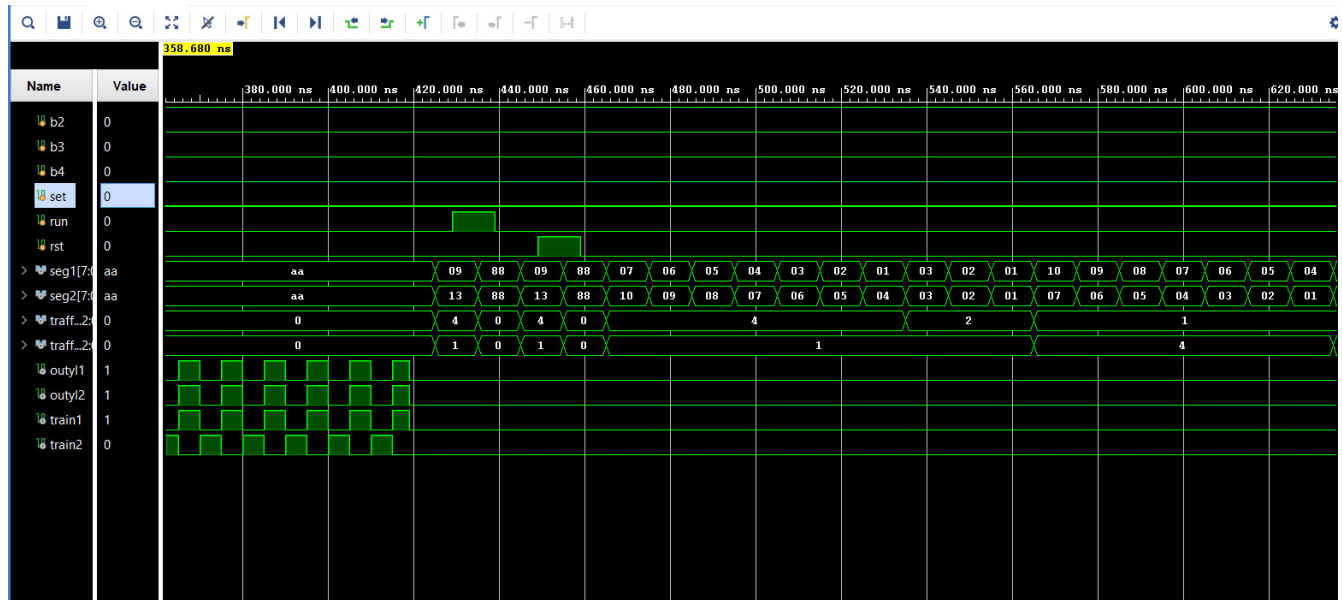 358.680 ns
Name Value
380.000 ns 400.000 ns 420.000 ns 440.000 ns 460.000 ns 480.000 ns 500.000 ns 520.000 ns 540.000 ns 560.000 ns 580.000 ns 600.000 ns 620.000 ns
b2 0
b3 0
b4 0
set 0
run 0
rst 0
seg1[7:0 aa aa 09 88 09 88 07 06 05 04 03 02 01 03 02 01 10 09 08 07 06 05 04
seg2[7:0 aa aa 13 88 13 88 10 09 08 07 06 05 04 03 02 01 07 06 05 04 03 02 01
traff...2:0 0 0 4 0 4 0 4 2 1
traff...2:0 0 0 1 0 1 0 1 4
outyl1 1
outyl2 1
train1 1
train2 0